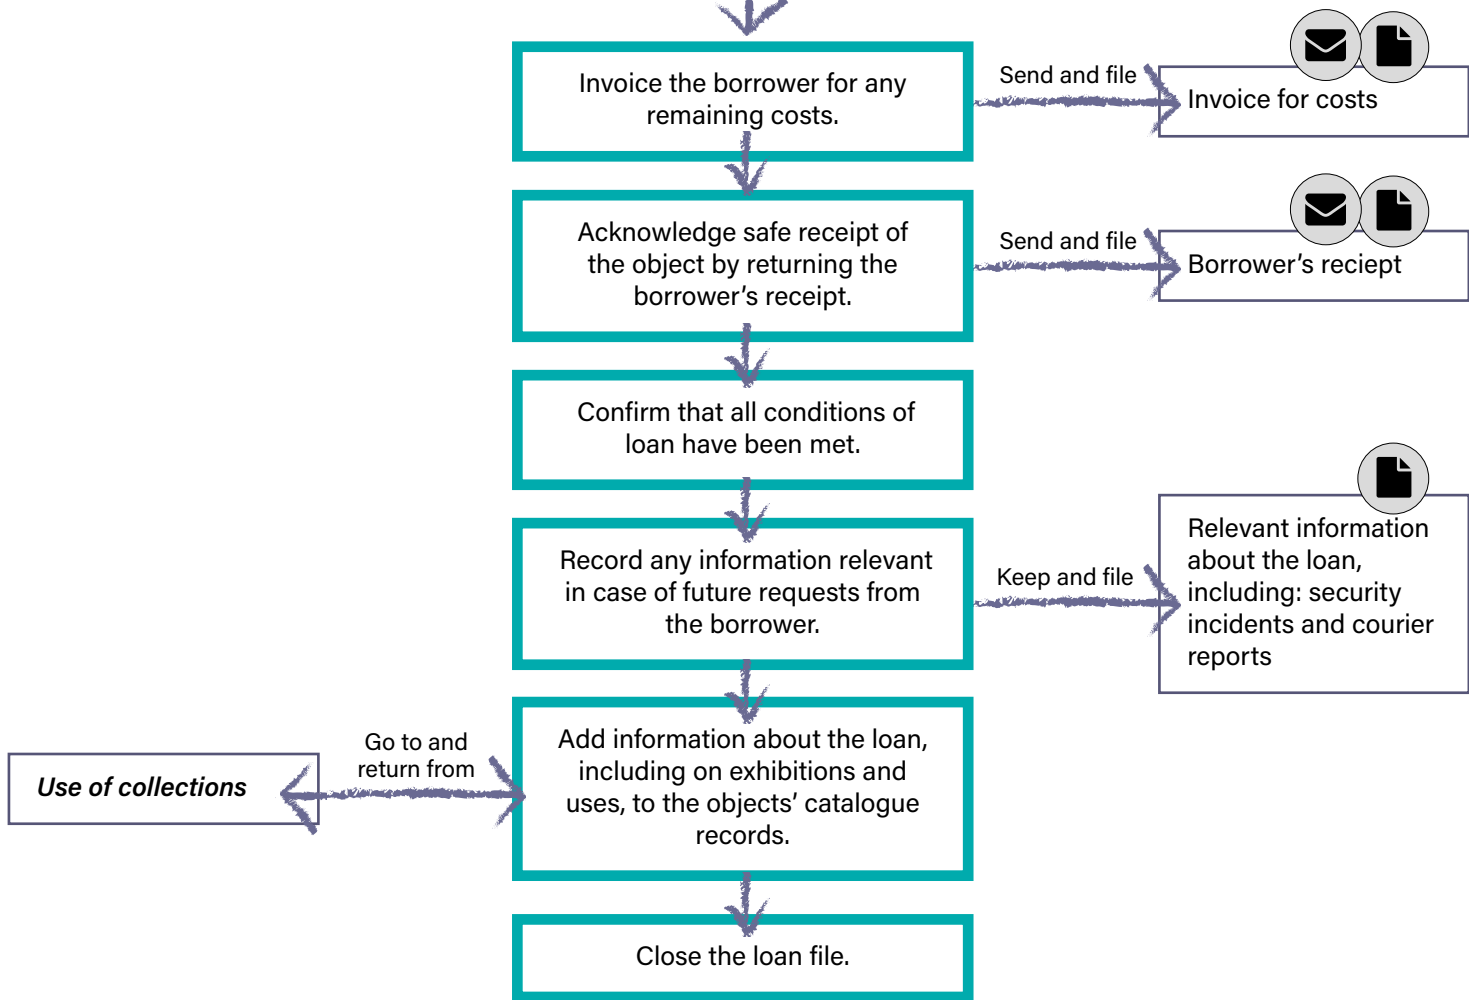 Invoice the borrower for any
remaining costs.
Send and file
Invoice for costs
Acknowledge safe receipt of
the object by returning the
borrower’s receipt.
Send and file
Borrower’s reciept
Confirm that all conditions of
loan have been met.
Record any information relevant
in case of future requests from
the borrower.
Keep and file
Relevant information
about the loan,
including: security
incidents and courier
reports
Add information about the loan,
including on exhibitions and
uses, to the objects’ catalogue
records.
Go to and
return from
Use of collections
Close the loan file.